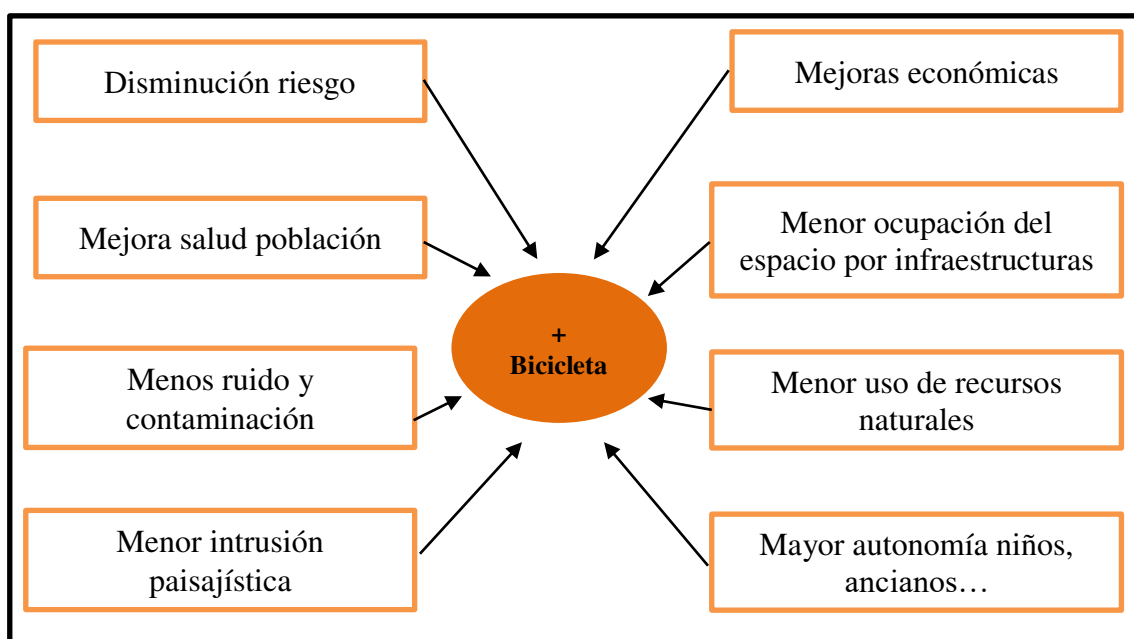 Disminución riesgo
Mejoras económicas
Mejora salud población
Menor ocupación del
espacio por infraestructuras
+
Bicicleta
Menos ruido y
contaminación
Menor uso de recursos
naturales
Menor intrusión
paisajística
Mayor autonomía niños,
ancianos…